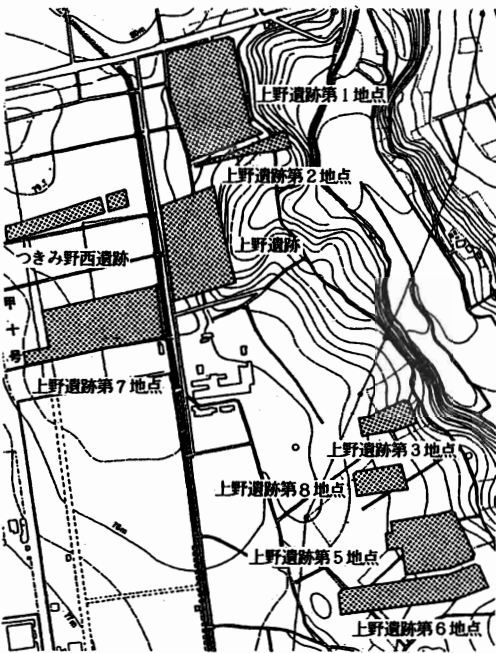 上野遺跡第1地点
上野遺跡第2地点
上野遺跡
つきみ野西遺跡
甲
十
号
上野遺跡第7地点
上野遺跡第3地点
上野遺跡第8地点
上野遺跡第5地点
上野遺跡第6地点